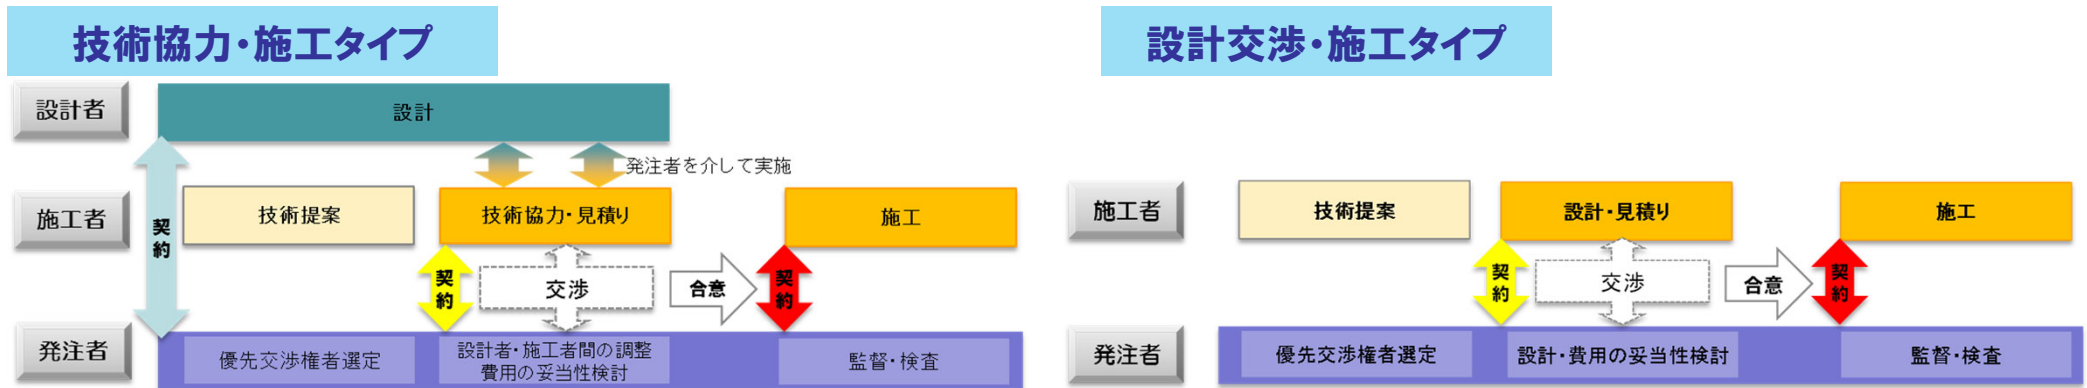 技術協力・施工タイプ
設計者
設計
発注者を介して実施
施工者
技術提案
技術協力・見積り
施工
契約
契約
交渉
合意
契約
発注者
優先交渉権者選定
設計者・施工者間の調整
費用の妥当性検討
監督・検査
設計交渉・施工タイプ
施工者
技術提案
設計・見積り
施工
契約
交渉
合意
契約
発注者
優先交渉権者選定
設計・費用の妥当性検討
監督・検査